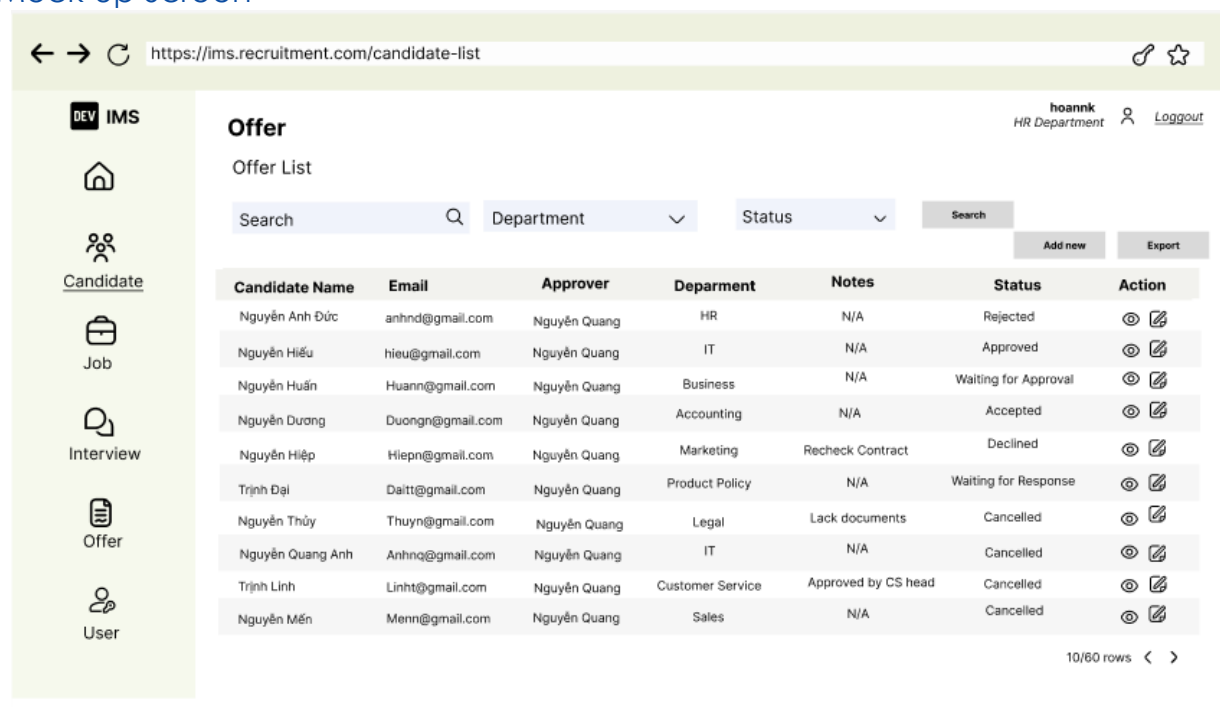 Mock-up screen
https://ims.recruitment.com/candidate-list
DEV IMS
Candidate
Job
Interview
Offer
User
hoannk
HR Department
Loggout
Offer
Offer List
Search Department Status Search
Add new Export
Candidate Name Email Approver Deparment Notes Status Action
Nguyễn Anh Đức anhnd@gmail.com Nguyễn Quang HR N/A Rejected
Nguyễn Hiếu hieu@gmail.com Nguyễn Quang IT N/A Approved
Nguyễn Huấn Huann@gmail.com Nguyễn Quang Business N/A Waiting for Approval
Nguyễn Dương Duongn@gmail.com Nguyễn Quang Accounting N/A Accepted
Nguyễn Hiệp Hiepn@gmail.com Nguyễn Quang Marketing Recheck Contract Declined
Trịnh Đại Daitt@gmail.com Nguyễn Quang Product Policy N/A Waiting for Response
Nguyễn Thủy Thuyn@gmail.com Nguyễn Quang Legal Lack documents Cancelled
Nguyễn Quang Anh Anhnq@gmail.com Nguyễn Quang IT N/A Cancelled
Trịnh Linh Linht@gmail.com Nguyễn Quang Customer Service Approved by CS head Cancelled
Nguyễn Mến Menn@gmail.com Nguyễn Quang Sales N/A Cancelled
10/60 rows